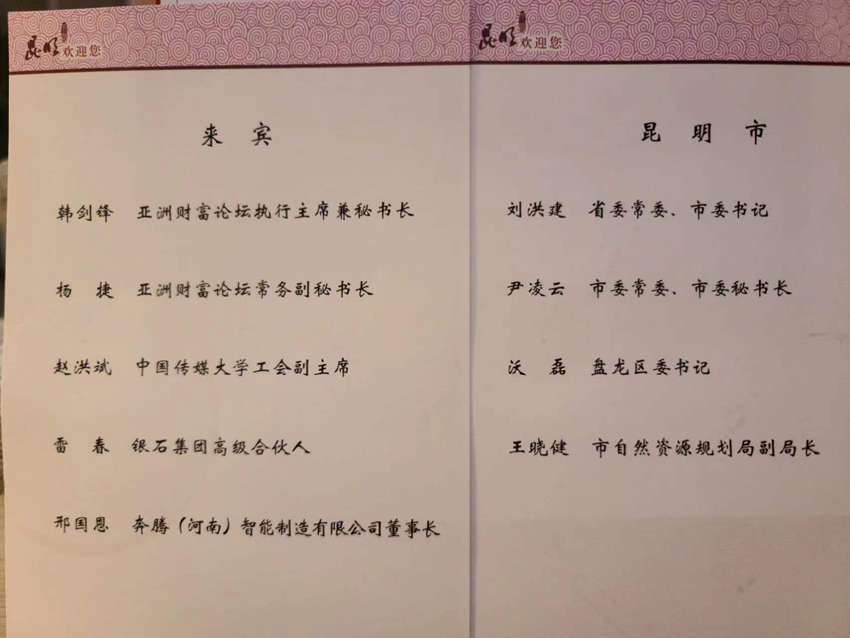 昆明
欢迎您
来 宾
韩剑锋 亚洲财富论坛执行主席兼秘书长
杨 捷 亚洲财富论坛常务副秘书长
赵洪斌 中国传媒大学工会副主席
雷 春 银石集团高级合伙人
邢国恩 奔腾（河南）智能制造有限公司董事长
昆明
欢迎您
昆 明 市
刘洪建 省委常委、市委书记
尹凌云 市委常委、市委秘书长
沃 磊 盘龙区委书记
王晓健 市自然资源规划局副局长